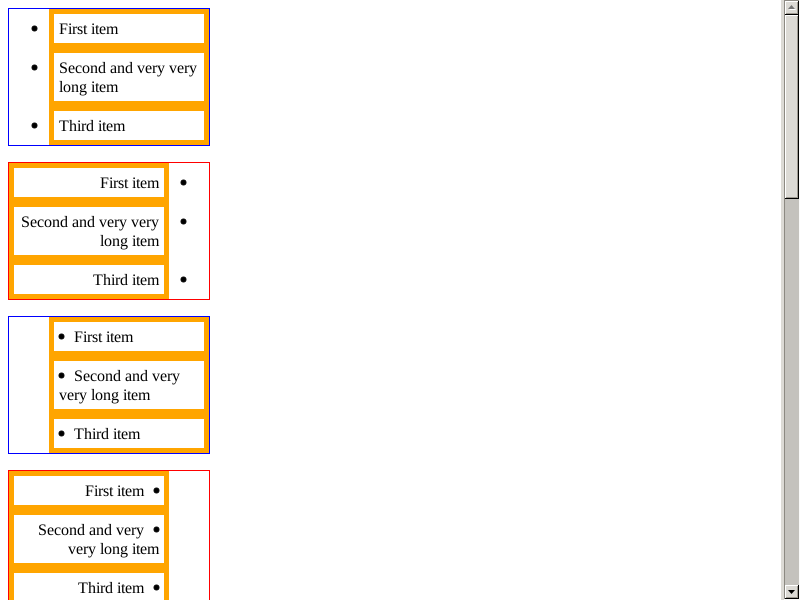 • First item
• Second and very very
long item
• Third item
First item •
Second and very very •
long item
Third item •
• First item
• Second and very
very long item
• Third item
First item •
Second and very •
very long item
Third item •